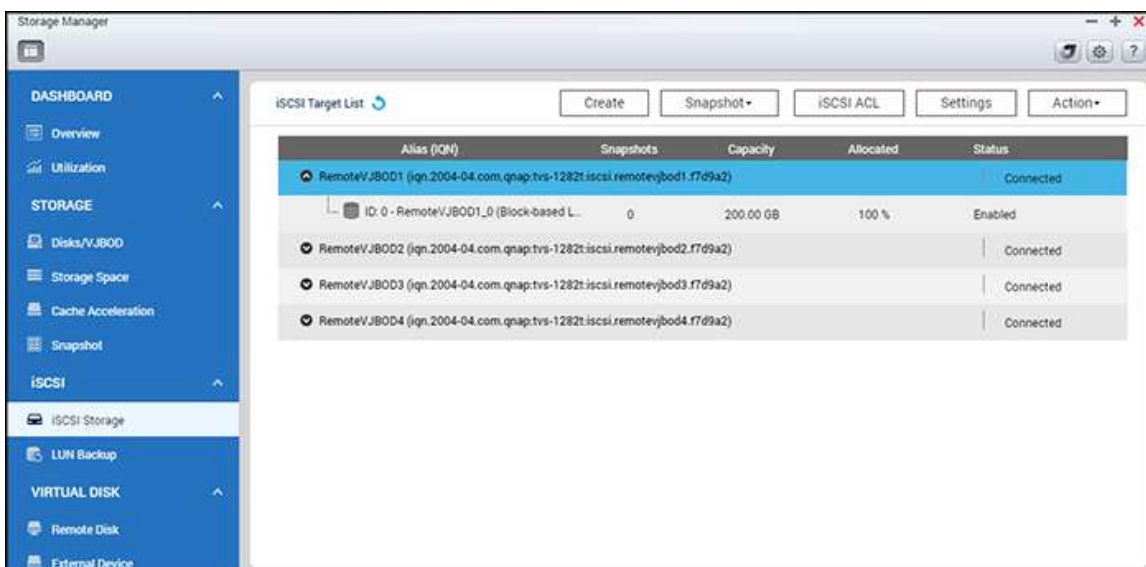 Storage Manager
?
DASHBOARD
Overview
Utilization
STORAGE
Disks/VJBOD
Storage Space
Cache Acceleration
Snapshot
iSCSI
iSCSI Storage
LUN Backup
VIRTUAL DISK
Remote Disk
External Device
iSCSI Target List Create Snapshot iSCSI ACL Settings Action
Alias (IQN) Snapshots Capacity Allocated Status
RemoteVJBOD1 (iqn.2004-04.com.qnap:tvs-1282t:iscsi.remotevjbod1.f7d9a2) Connected
ID: 0 - RemoteVJBOD1_0 (Block-based L... 0 200.00 GB 100 % Enabled
RemoteVJBOD2 (iqn.2004-04.com.qnap:tvs-1282t:iscsi.remotevjbod2.f7d9a2) Connected
RemoteVJBOD3 (iqn.2004-04.com.qnap:tvs-1282t:iscsi.remotevjbod3.f7d9a2) Connected
RemoteVJBOD4 (iqn.2004-04.com.qnap:tvs-1282t:iscsi.remotevjbod4.f7d9a2) Connected